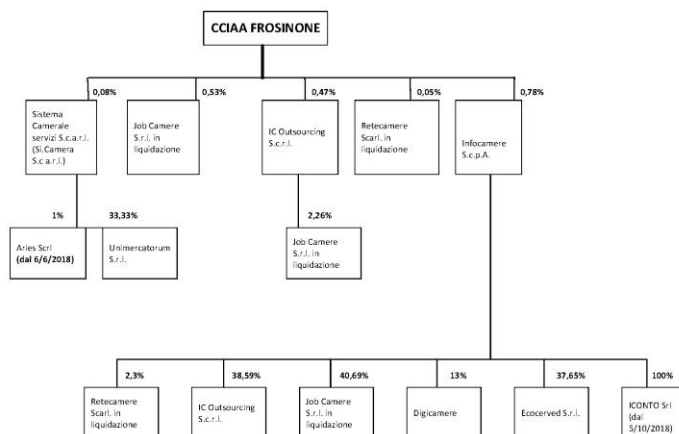 CCIAA FROSINONE
0,08%
0,53%
0,47%
0,05%
0,78%
Sistema
Camerale
servizi S.c.a.r.l.
(Si.Camera
S.c a.r.l.)
Job Camere
S.r.l. in
liquidazione
IC Outsourcing
S.c.r.l.
Retecamere
Scarl. in
liquidazione
Infocamere
S.c.p.A.
1%
33,33%
2,26%
Aries Scrl
(dal 6/6/2018)
Unimercatorum
S.r.l.
Job Camere
S.r.l. in
liquidazione
2,3%
38,59%
40,69%
13%
37,65%
100%
Retecamere
Scarl. in
liquidazione
IC Outsourcing
S.c.r.l.
Job Camere
S.r.l. in
liquidazione
Digicamere
Ecocerved S.r.l.
ICONTO Srl
(dal
5/10/2018)